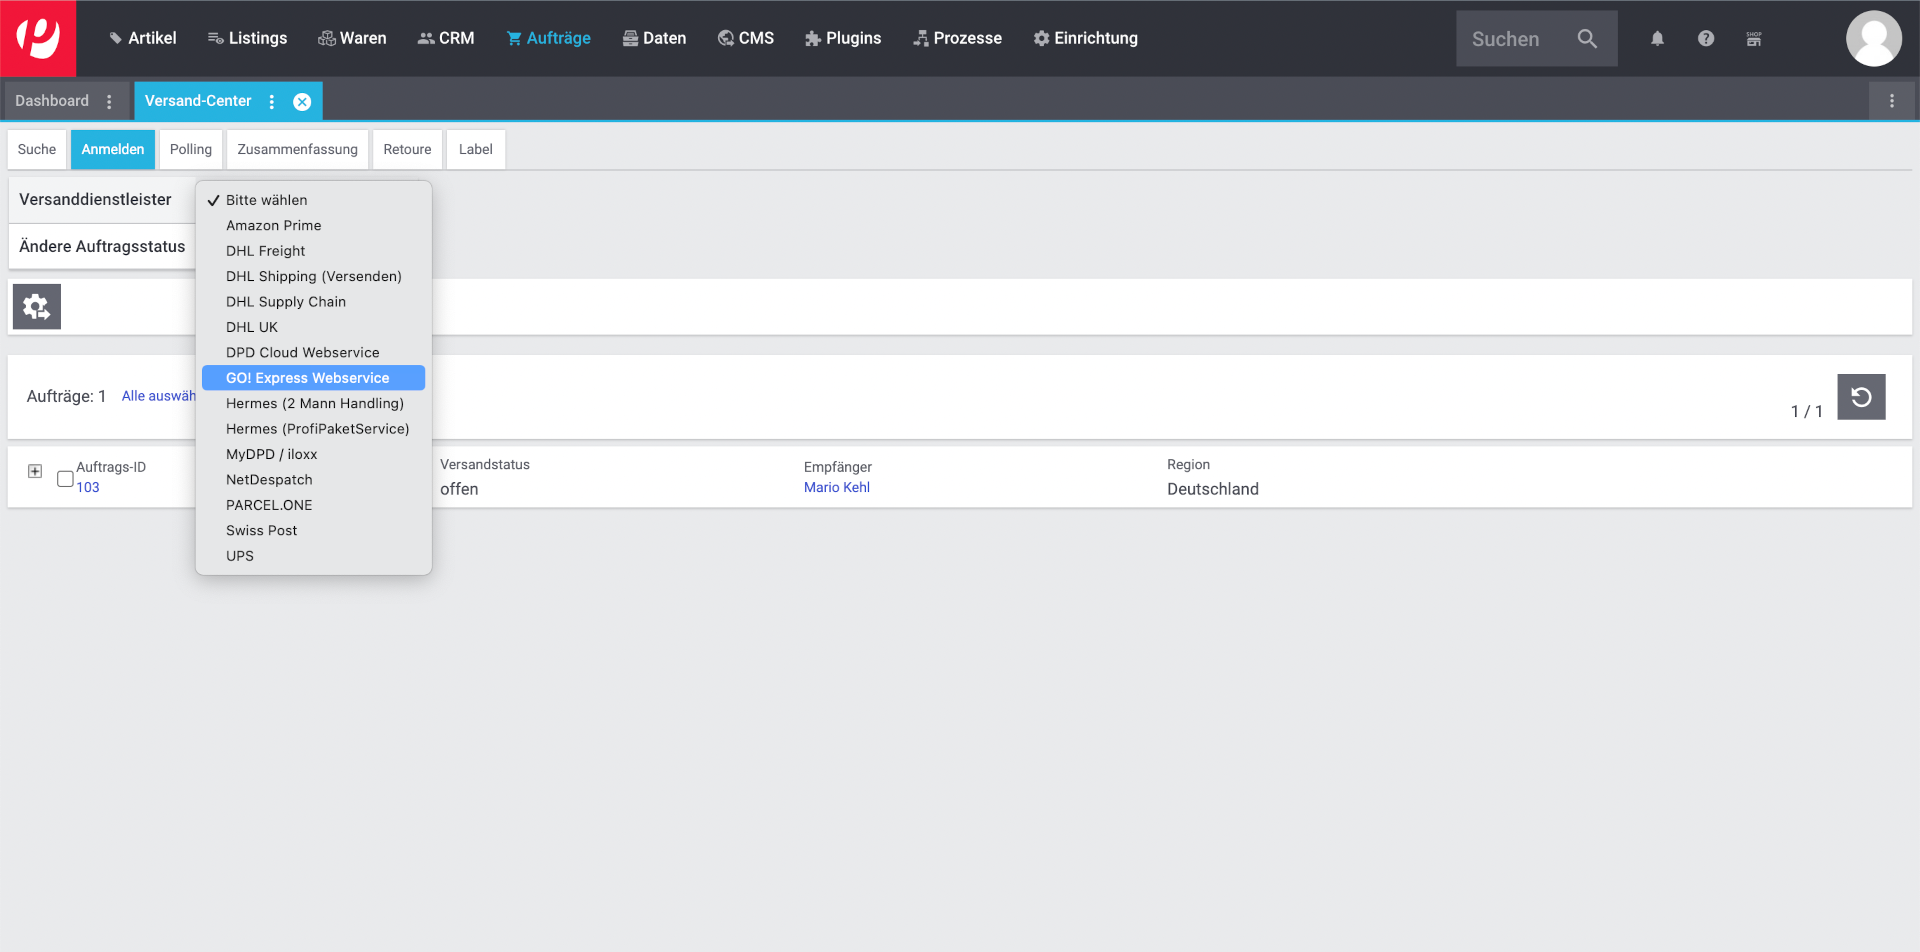 Artikel
Listings
Waren
CRM
Aufträge
Daten
CMS
Plugins
Prozesse
Einrichtung
Suchen
SHOP
Dashboard
Versand-Center
Suche
Anmelden
Polling
Zusammenfassung
Retoure
Label
Versanddienstleister
Ändere Auftragsstatus
Bitte wählen
Amazon Prime
DHL Freight
DHL Shipping (Versenden)
DHL Supply Chain
DHL UK
DPD Cloud Webservice
GO! Express Webservice
Hermes (2 Mann Handling)
Hermes (ProfiPaketService)
MyDPD / iloxx
NetDespatch
PARCEL.ONE
Swiss Post
UPS
Aufträge: 1 Alle auswäh
1 / 1
Auftrags-ID
103
Versandstatus
offen
Empfänger
Mario Kehl
Region
Deutschland